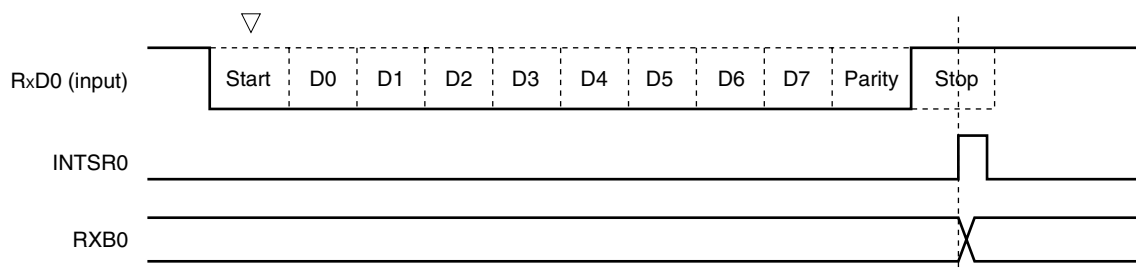 RxD0 (input) Start D0 D1 D2 D3 D4 D5 D6 D7 Parity Stop
INTSR0
RXB0